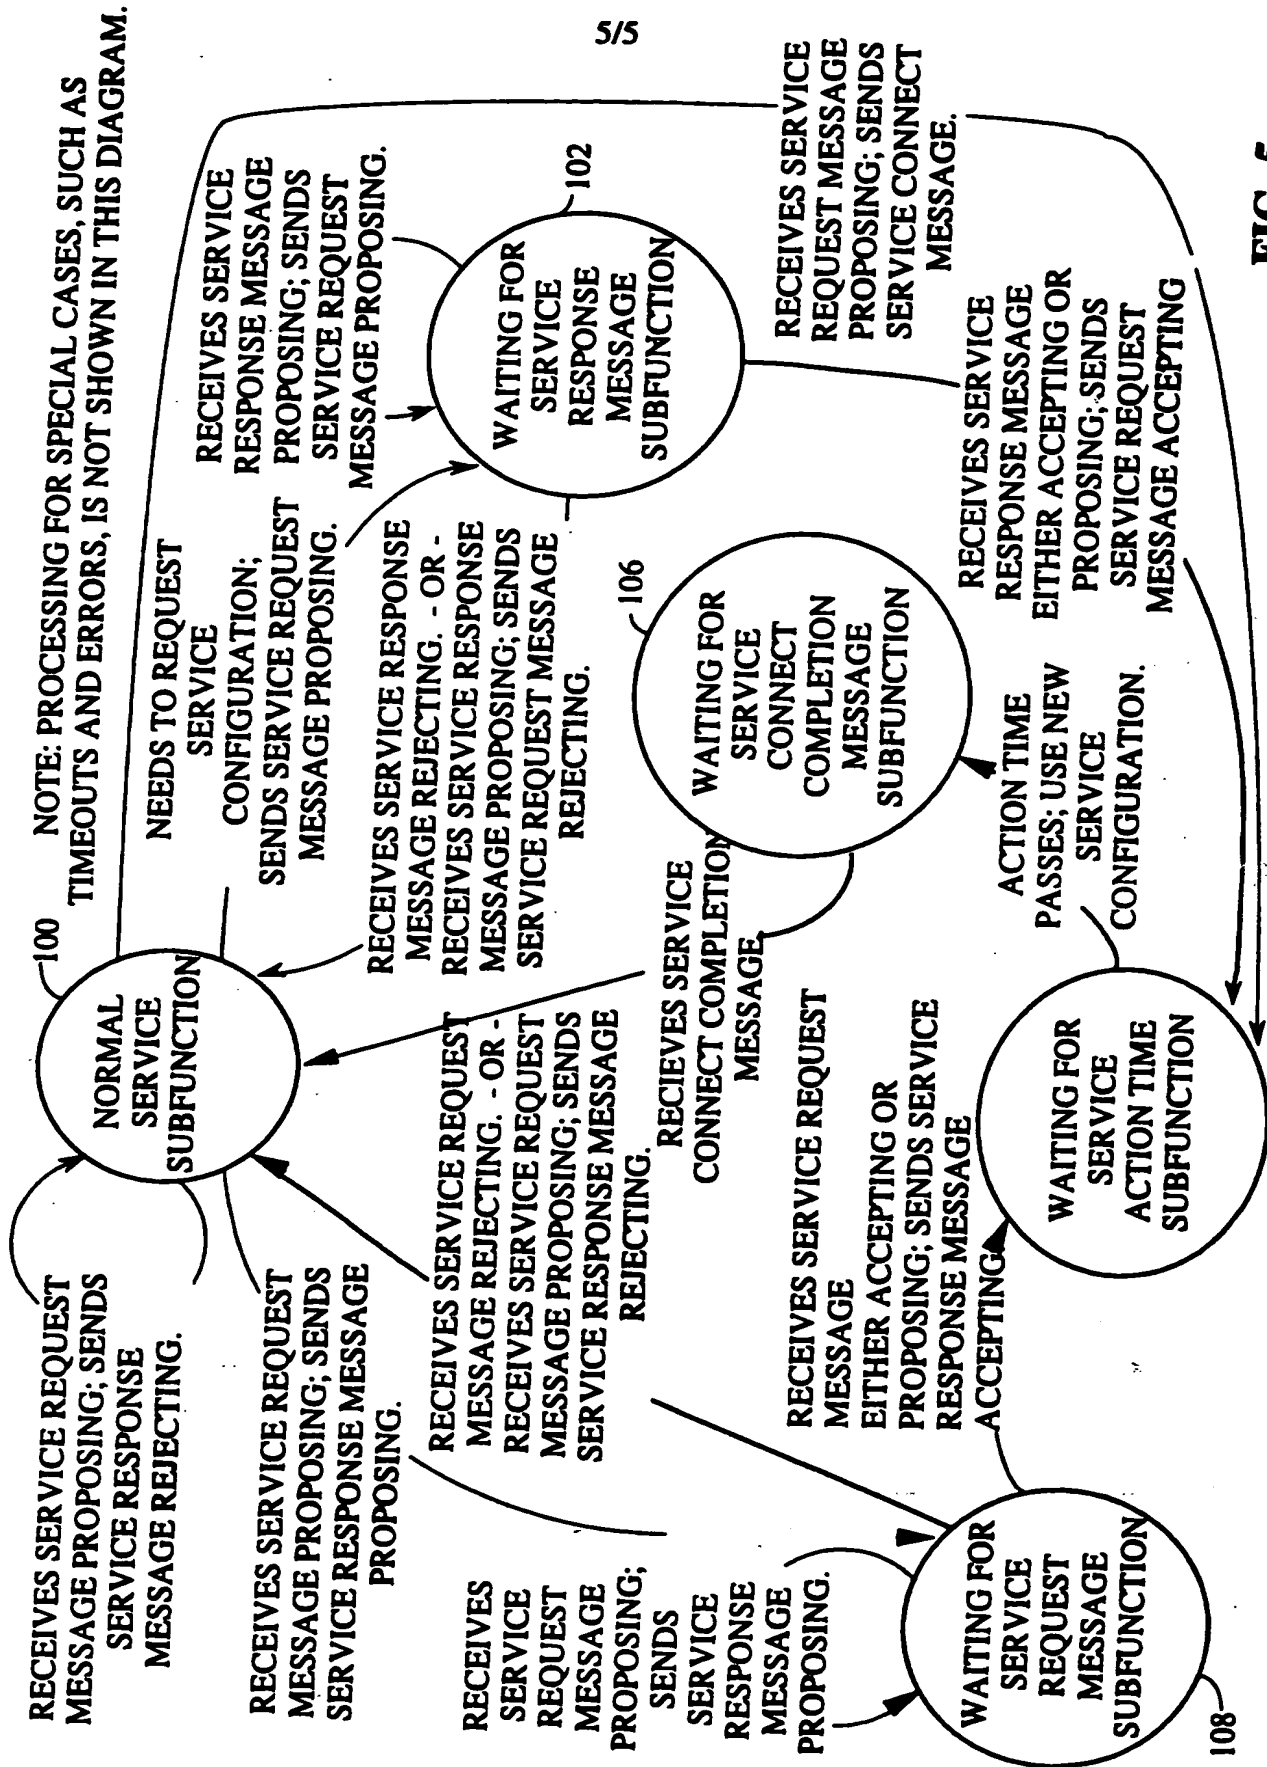 5/5
NOTE: PROCESSING FOR SPECIAL CASES, SUCH AS
TIMEOUTS AND ERRORS, IS NOT SHOWN IN THIS DIAGRAM.
100
NORMAL
SERVICE
SUBFUNCTION
RECEIVES SERVICE REQUEST
MESSAGE PROPOSING; SENDS
SERVICE RESPONSE
MESSAGE REJECTING.
RECEIVES SERVICE REQUEST
MESSAGE PROPOSING; SENDS
SERVICE RESPONSE MESSAGE
PROPOSING.
NEEDS TO REQUEST
SERVICE
CONFIGURATION;
SENDS SERVICE REQUEST
MESSAGE PROPOSING.
RECEIVES SERVICE
RESPONSE MESSAGE
PROPOSING; SENDS
SERVICE REQUEST
MESSAGE PROPOSING.
102
WAITING FOR
SERVICE
RESPONSE
MESSAGE
SUBFUNCTION
RECEIVES SERVICE RESPONSE
MESSAGE REJECTING. - OR -
RECEIVES SERVICE RESPONSE
MESSAGE PROPOSING; SENDS
SERVICE REQUEST MESSAGE
REJECTING.
RECEIVES SERVICE REQUEST
MESSAGE REJECTING. - OR -
RECEIVES SERVICE REQUEST
MESSAGE PROPOSING; SENDS
SERVICE RESPONSE MESSAGE
REJECTING.
106
WAITING FOR
SERVICE
CONNECT
COMPLETION
MESSAGE
SUBFUNCTION
RECIEVES SERVICE
CONNECT COMPLETION
MESSAGE
RECEIVES SERVICE
REQUEST MESSAGE
PROPOSING; SENDS
SERVICE CONNECT
MESSAGE.
RECEIVES SERVICE
RESPONSE MESSAGE
EITHER ACCEPTING OR
PROPOSING; SENDS
SERVICE REQUEST
MESSAGE ACCEPTING
ACTION TIME
PASSES; USE NEW
SERVICE
CONFIGURATION.
RECEIVES SERVICE REQUEST
MESSAGE
EITHER ACCEPTING OR
PROPOSING; SENDS SERVICE
RESPONSE MESSAGE
ACCEPTING
WAITING FOR
SERVICE
ACTION TIME
SUBFUNCTION
RECEIVES
SERVICE
REQUEST
MESSAGE
PROPOSING;
SENDS
SERVICE
RESPONSE
MESSAGE
PROPOSING.
WAITING FOR
SERVICE
REQUEST
MESSAGE
SUBFUNCTION
108
FIG. 5